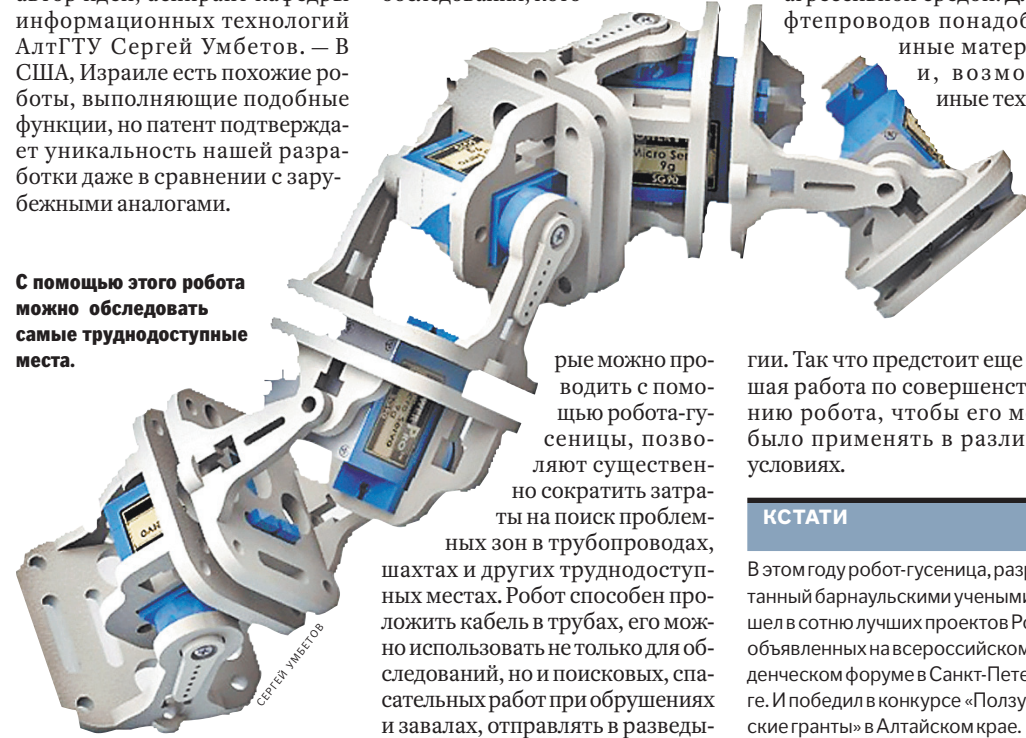 информационных технологий
АлтГТУ Сергей Умбетов. — В
США, Израиле есть похожие ро-
боты, выполняющие подобные
функции, но патент подтвержда-
ет уникальность нашей разра-
ботки даже в сравнении с зару-
бежными аналогами.
С помощью этого робота
можно обследовать
самые труднодоступные
места.
рые можно про-
водить с помо-
щью робота-гу-
сеницы, позво-
ляют существен-
но сократить затра-
ты на поиск проблем-
ных зон в трубопроводах,
шахтах и других труднодоступ-
ных местах. Робот способен про-
ложить кабель в трубах, его мож-
но использовать не только для об-
следований, но и поисковых, спа-
сательных работ при обрушениях
и завалах, отправлять в разведы-
фтепроводов понадоб
иные матер
и, возмо
иные тех
гии. Так что предстоит еще
шая работа по совершенст
нию робота, чтобы его м
было применять в разли
условиях.
КСТАТИ
В этом году робот-гусеница, разр
танный барнаульскими учеными
шел в сотню лучших проектов Ро
объявленных на всероссийском
денческом форуме в Санкт-Пете
ге. И победил в конкурсе «Ползу
ские гранты» в Алтайском крае.
СЕРГЕЙ УМБЕТОВ
Micro Ser
9g
SG90